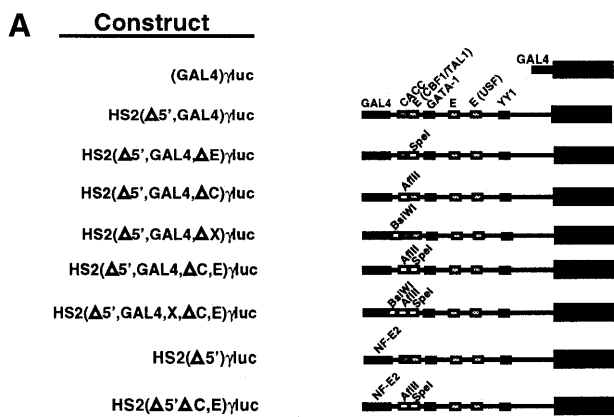 A
Construct
(GAL4)γluc
GAL4
HS2(Δ5',GAL4)γluc
GAL4
CACC
E (CBF1/TAL1)
GATA-1
E
E (USF)
YY1
HS2(Δ5',GAL4,ΔE)γluc
SpeI
HS2(Δ5',GAL4,ΔC)γluc
AflII
HS2(Δ5',GAL4,ΔX)γluc
BsiWI
HS2(Δ5',GAL4,ΔC,E)γluc
AflII
SpeI
HS2(Δ5',GAL4,X,ΔC,E)γluc
BsiWI
AflII
SpeI
HS2(Δ5')γluc
NF-E2
HS2(Δ5'ΔC,E)γluc
NF-E2
AflII
SpeI